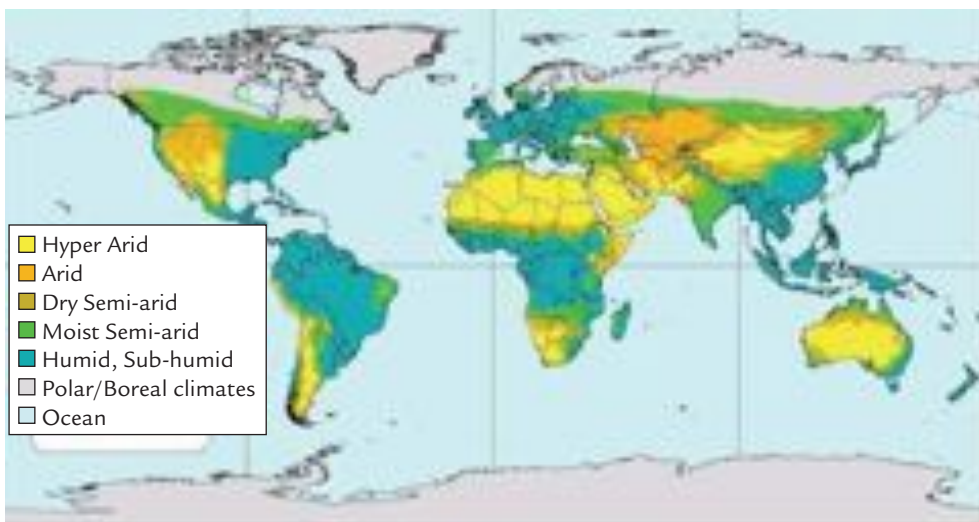 Hyper Arid
Arid
Dry Semi-arid
Moist Semi-arid
Humid, Sub-humid
Polar/Boreal climates
Ocean